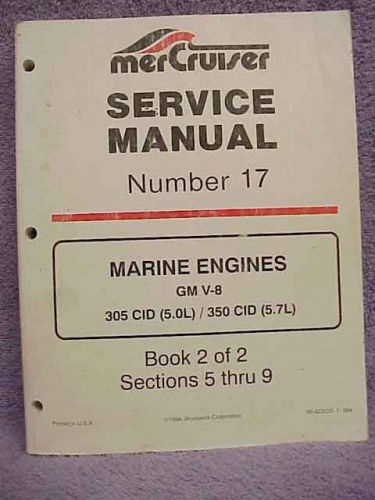 merCruiser
SERVICE
MANUAL
Number 17
MARINE ENGINES
GM V-8
305 CID (5.0L) / 350 CID (5.7L)
Book 2 of 2
Sections 5 thru 9
Printed in U.S.A.
Brunswick Corporation